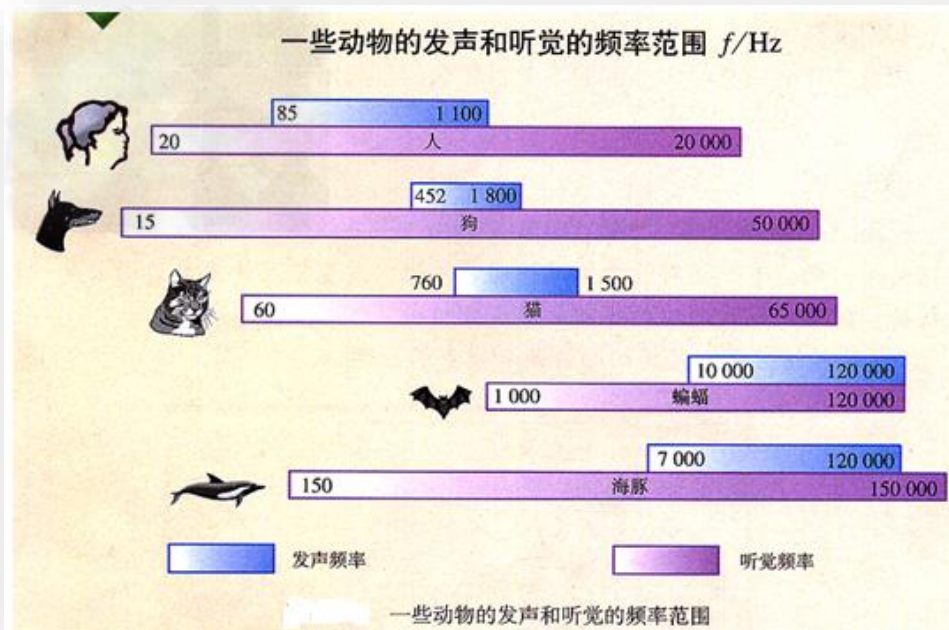 一些动物的发声和听觉的频率范围 f/Hz
85 1 100
20 人 20 000
452 1 800
15 狗 50 000
760 1 500
60 猫 65 000
10 000 120 000
1 000 蝙蝠 120 000
7 000 120 000
150 海豚 150 000
发声频率 听觉频率
一些动物的发声和听觉的频率范围